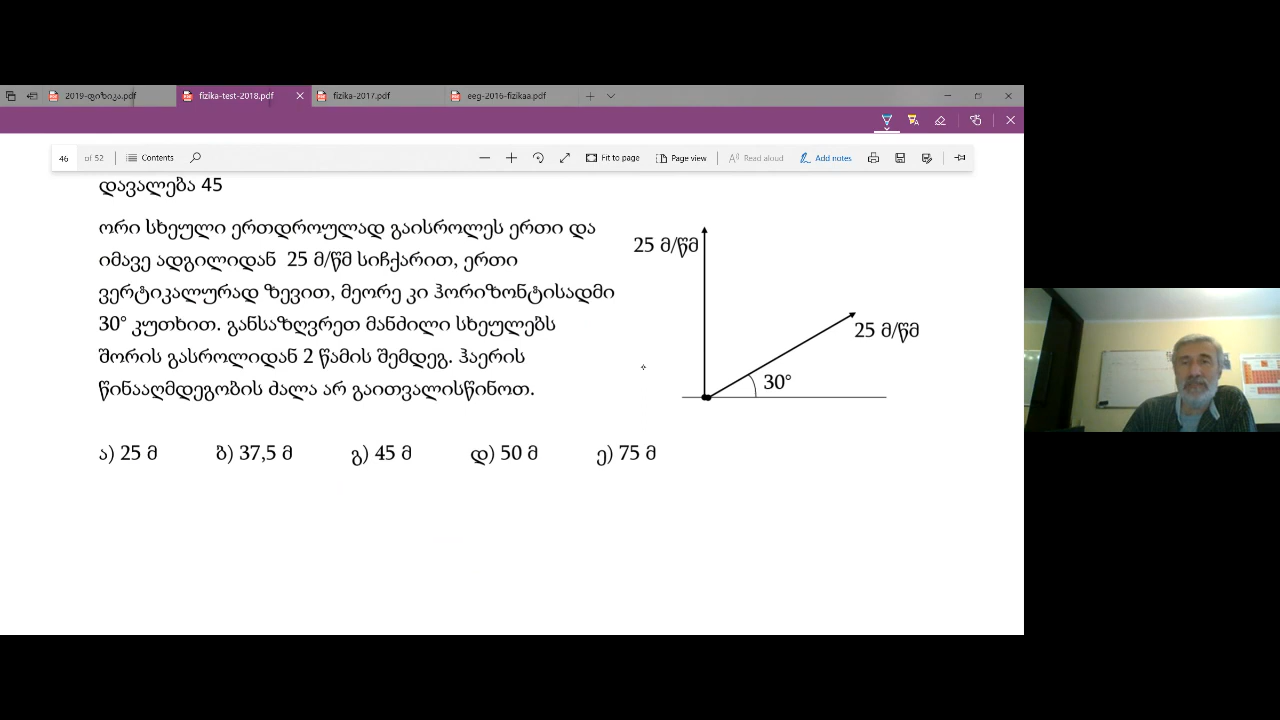 2019-ფიზიკა.pdf
fizika-test-2018.pdf
fizika-2017.pdf
eeg-2016-fizikaa.pdf
46 of 52
Contents
Fit to page
Page view
Read aloud
Add notes
დავალება 45
ორი სხეული ერთდროულად გაისროლეს ერთი და
იმავე ადგილიდან 25 მ/წმ სიჩქარით, ერთი
ვერტიკალურად ზევით, მეორე კი ჰორიზონტისადმი
30° კუთხით. განსაზღვრეთ მანძილი სხეულებს
შორის გასროლიდან 2 წამის შემდეგ. ჰაერის
წინააღმდეგობის ძალა არ გაითვალისწინოთ.
25 მ/წმ
25 მ/წმ
30°
ა) 25 მ ბ) 37,5 მ გ) 45 მ დ) 50 მ ე) 75 მ